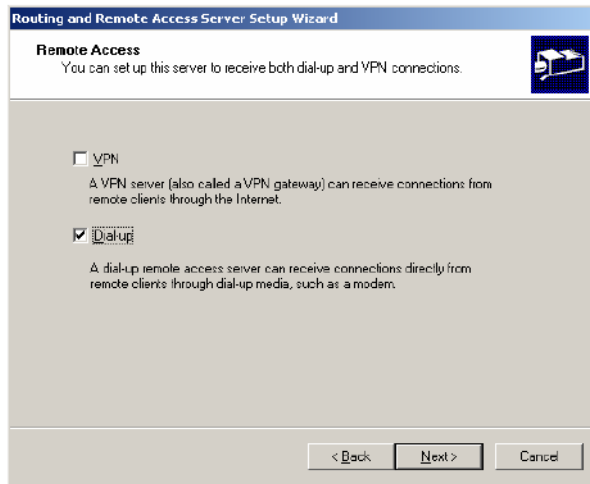 Routing and Remote Access Server Setup Wizard
Remote Access
You can set up this server to receive both dial-up and VPN connections.
VPN
A VPN server (also called a VPN gateway) can receive connections from
remote clients through the Internet.
Dial-up
A dial-up remote access server can receive connections directly from
remote clients through dial-up media, such as a modem.
< Back
Next >
Cancel